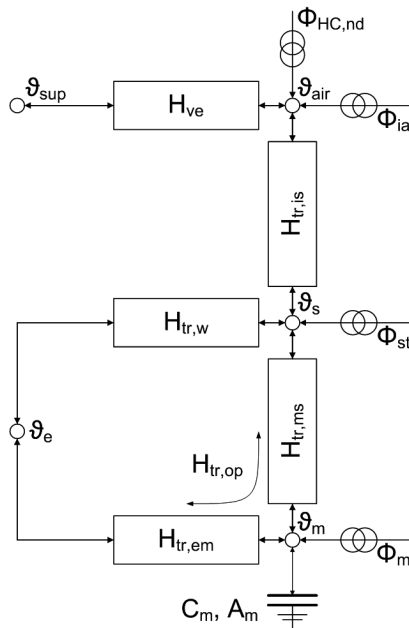 Φ_HC,nd
ϑ_sup
H_ve
ϑ_air
Φ_ia
H_tr,is
H_tr,w
ϑ_s
Φ_st
ϑ_e
H_tr,ms
H_tr,op
H_tr,em
ϑ_m
Φ_m
C_m, A_m